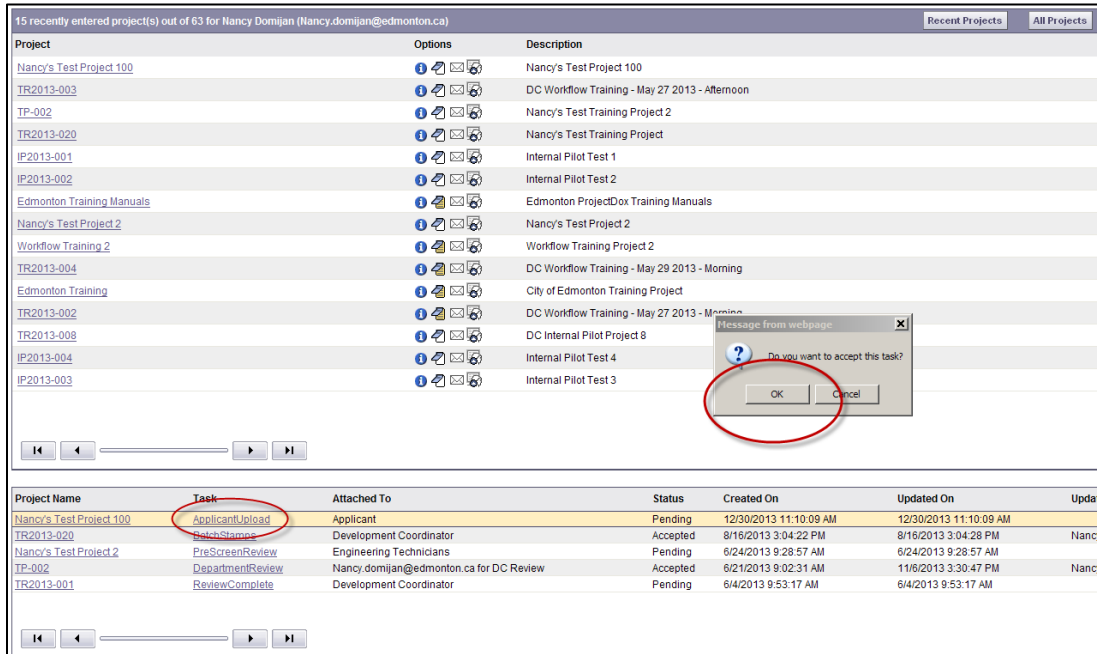 15 recently entered project(s) out of 63 for Nancy Domijan (Nancy.domijan@edmonton.ca) Recent Projects All Projects
Project Options Description
Nancy's Test Project 100 Nancy's Test Project 100
TR2013-003 DC Workflow Training - May 27 2013 - Afternoon
TP-002 Nancy's Test Training Project 2
TR2013-020 Nancy's Test Training Project
IP2013-001 Internal Pilot Test 1
IP2013-002 Internal Pilot Test 2
Edmonton Training Manuals Edmonton ProjectDox Training Manuals
Nancy's Test Project 2 Nancy's Test Project 2
Workflow Training 2 Workflow Training Project 2
TR2013-004 DC Workflow Training - May 29 2013 - Morning
Edmonton Training City of Edmonton Training Project
TR2013-002 DC Workflow Training - May 27 2013 - Morning
Message from webpage
TR2013-008 DC Internal Pilot Project 8
IP2013-004 Internal Pilot Test 4 Do you want to accept this task?
IP2013-003 Internal Pilot Test 3
OK Cancel
Project Name Task Attached To Status Created On Updated On Updat
Nancy's Test Project 100 ApplicantUpload Applicant Pending 12/30/2013 11:10:09 AM 12/30/2013 11:10:09 AM
TR2013-020 BatchStamps Development Coordinator Accepted 8/16/2013 3:04:22 PM 8/16/2013 3:04:28 PM Nanc
Nancy's Test Project 2 PreScreenReview Engineering Technicians Pending 6/24/2013 9:28:57 AM 6/24/2013 9:28:57 AM
TP-002 DepartmentReview Nancy.domijan@edmonton.ca for DC Review Accepted 6/21/2013 9:02:31 AM 11/6/2013 3:30:47 PM Nanc
TR2013-001 ReviewComplete Development Coordinator Pending 6/4/2013 9:53:17 AM 6/4/2013 9:53:17 AM